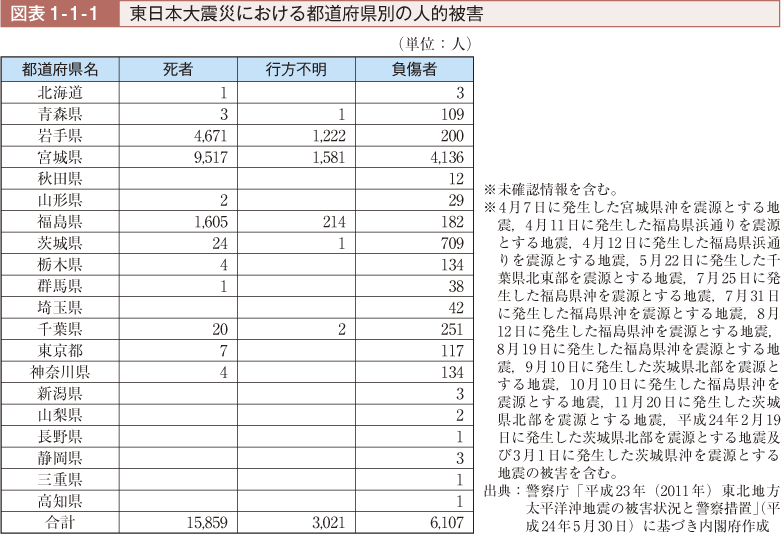 図表1-1-1 東日本大震災における都道府県別の人的被害
（単位：人）
都道府県名 死者 行方不明 負傷者
北海道 1 3
青森県 3 1 109
岩手県 4,671 1,222 200
宮城県 9,517 1,581 4,136
秋田県 12
山形県 2 29
福島県 1,605 214 182
茨城県 24 1 709
栃木県 4 134
群馬県 1 38
埼玉県 42
千葉県 20 2 251
東京都 7 117
神奈川県 4 134
新潟県 3
山梨県 2
長野県 1
静岡県 3
三重県 1
高知県 1
合計 15,859 3,021 6,107
※未確認情報を含む。
※4月7日に発生した宮城県沖を震源とする地
震，4月11日に発生した福島県浜通りを震源
とする地震，4月12日に発生した福島県浜通
りを震源とする地震，5月22日に発生した千
葉県北東部を震源とする地震，7月25日に発
生した福島県沖を震源とする地震，7月31日
に発生した福島県沖を震源とする地震，8月
12日に発生した福島県沖を震源とする地震，
8月19日に発生した福島県沖を震源とする地
震，9月10日に発生した茨城県北部を震源と
する地震，10月10日に発生した福島県沖を
震源とする地震，11月20日に発生した茨城
県北部を震源とする地震，平成24年2月19
日に発生した茨城県北部を震源とする地震及
び3月1日に発生した茨城県沖を震源とする
地震の被害を含む。
出典：警察庁「平成23年（2011年）東北地方
太平洋沖地震の被害状況と警察措置」（平
成24年5月30日）に基づき内閣府作成